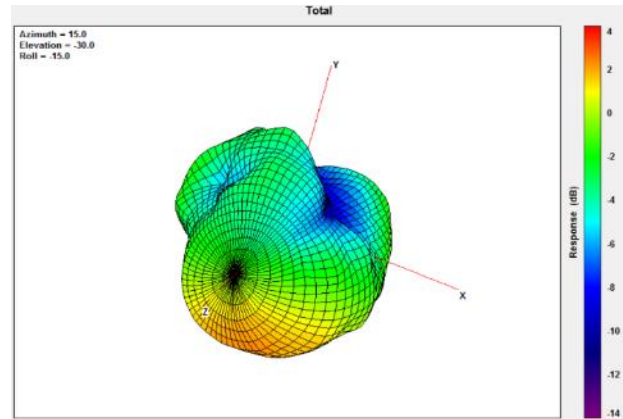 Total
Azimuth = 15.0
Elevation = -30.0
Roll = -15.0
Y
X
Z
4
2
0
-2
-4
-6
-8
-10
-12
-14
Response (dB)